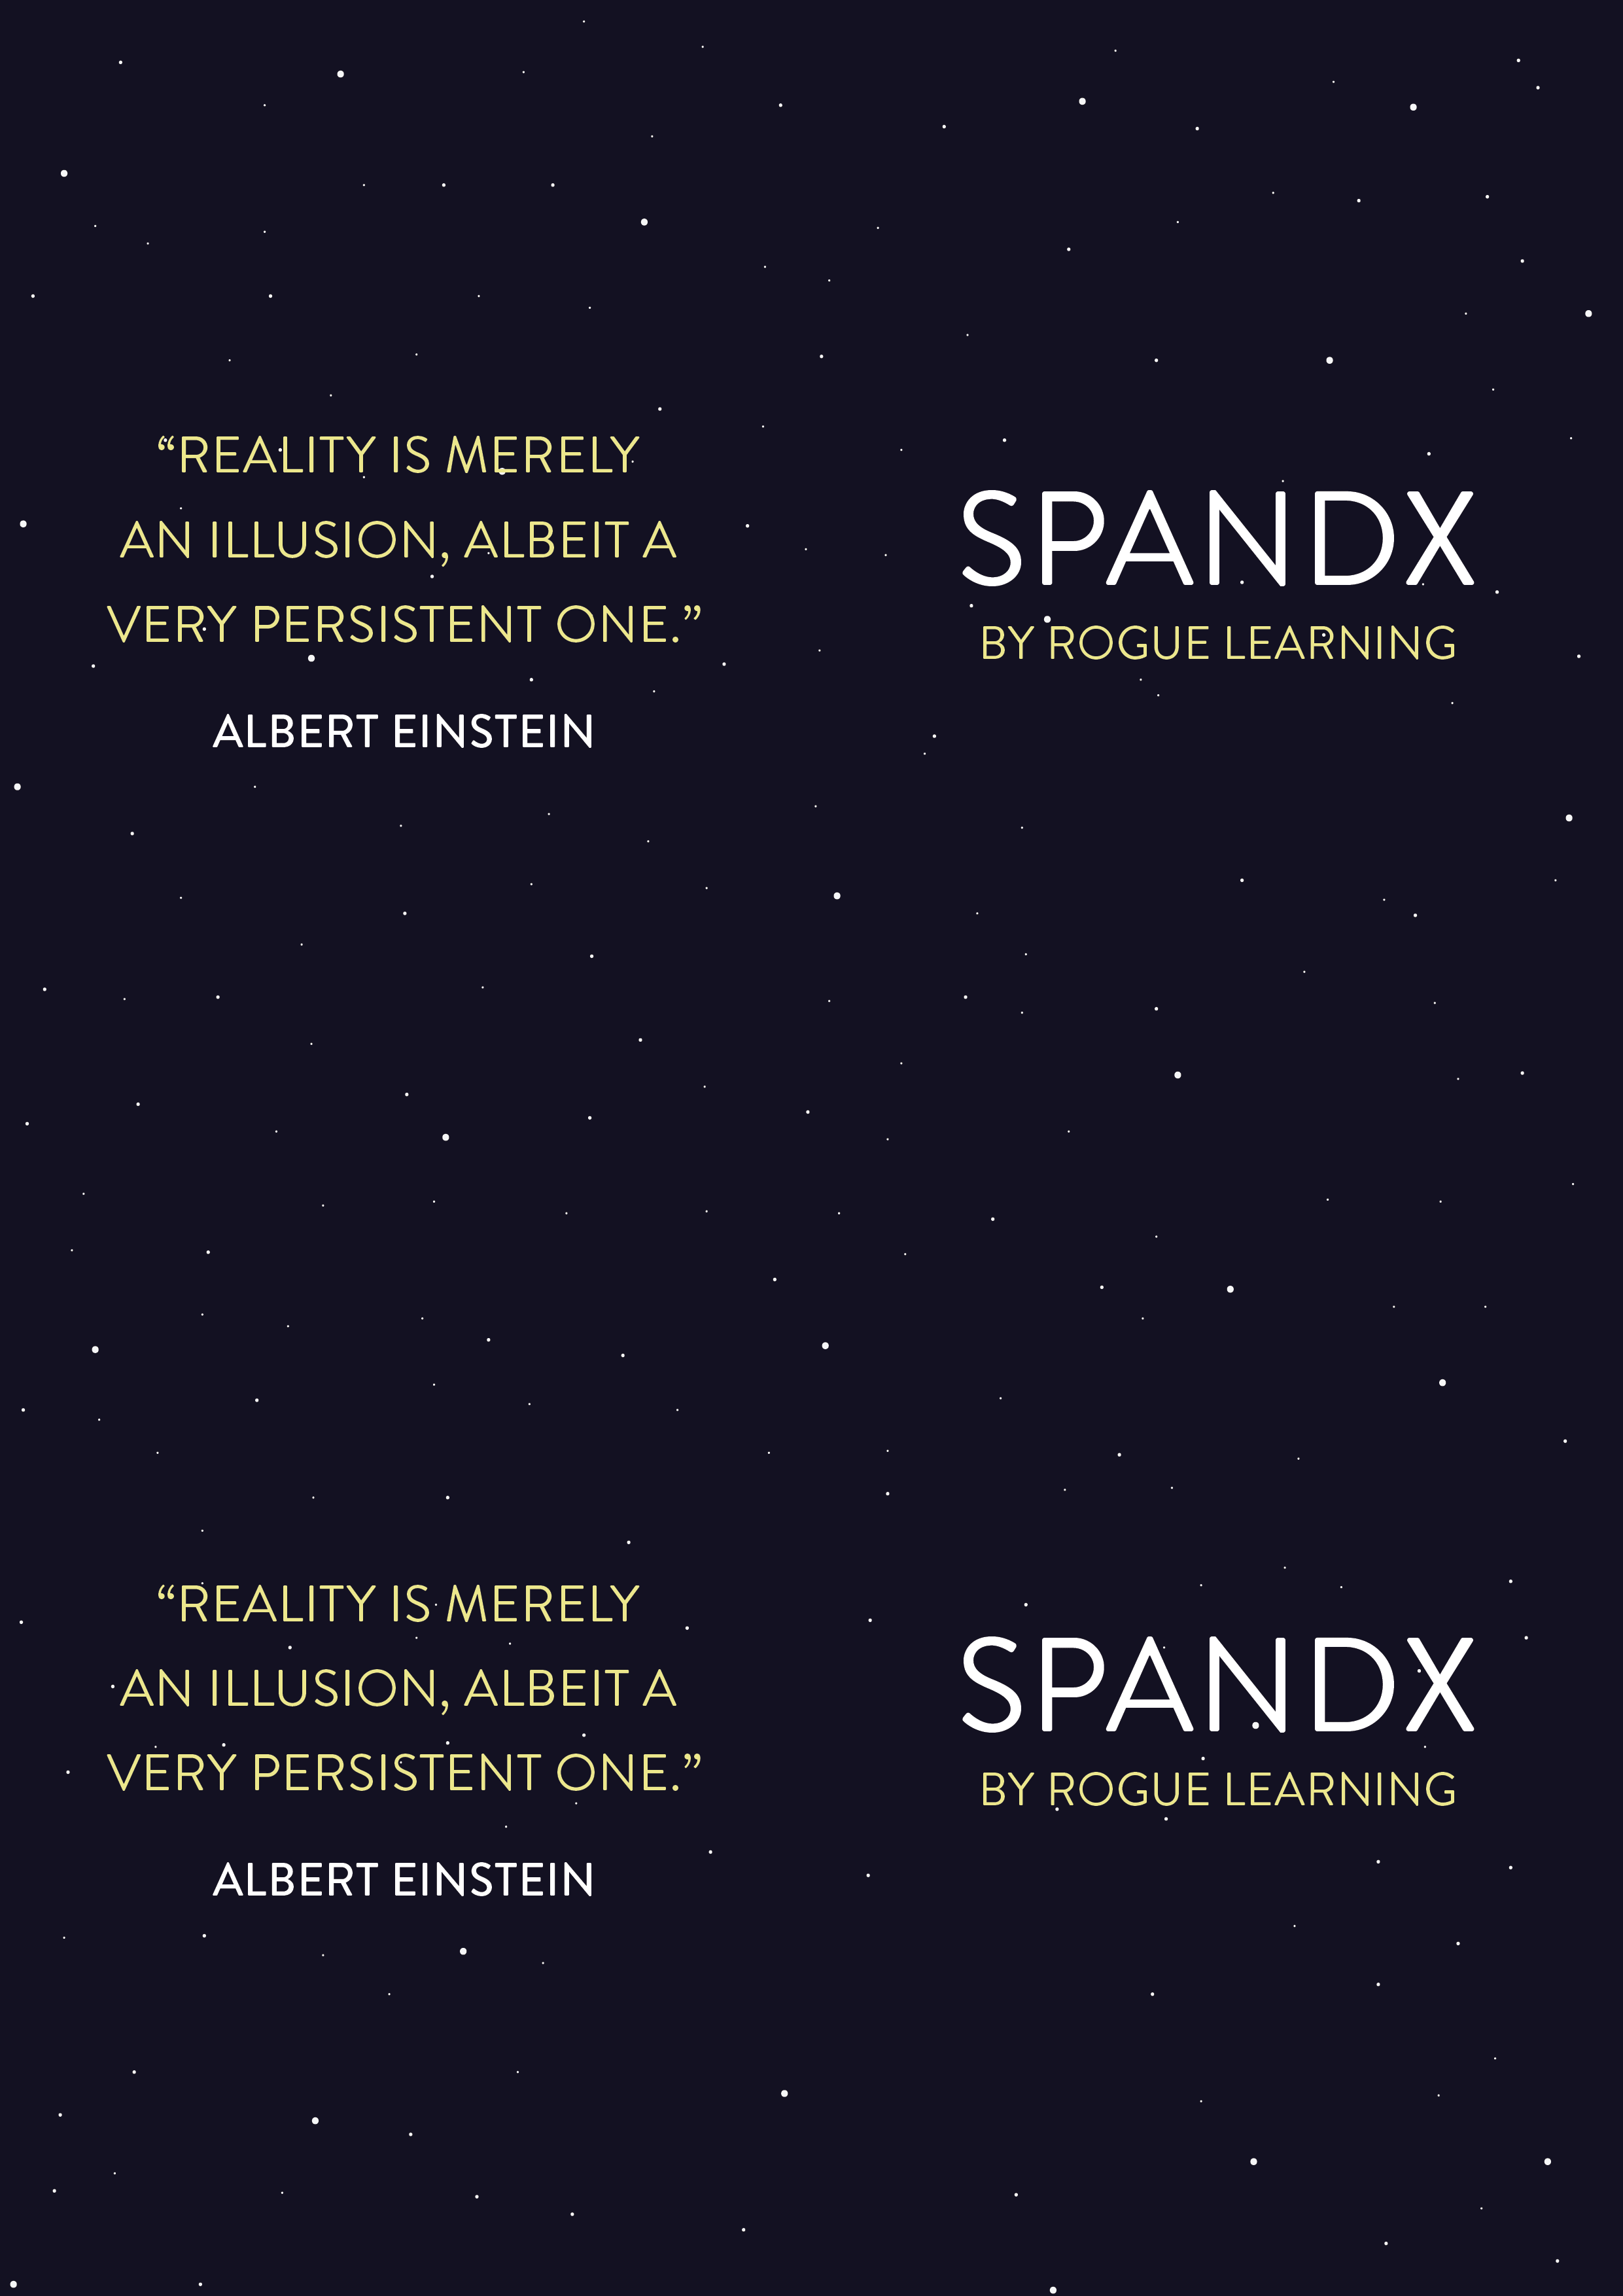 “REALITY IS MERELY
AN ILLUSION, ALBEIT A
VERY PERSISTENT ONE.”
ALBERT EINSTEIN
SPANDX
BY ROGUE LEARNING
“REALITY IS MERELY
AN ILLUSION, ALBEIT A
VERY PERSISTENT ONE.”
ALBERT EINSTEIN
SPANDX
BY ROGUE LEARNING